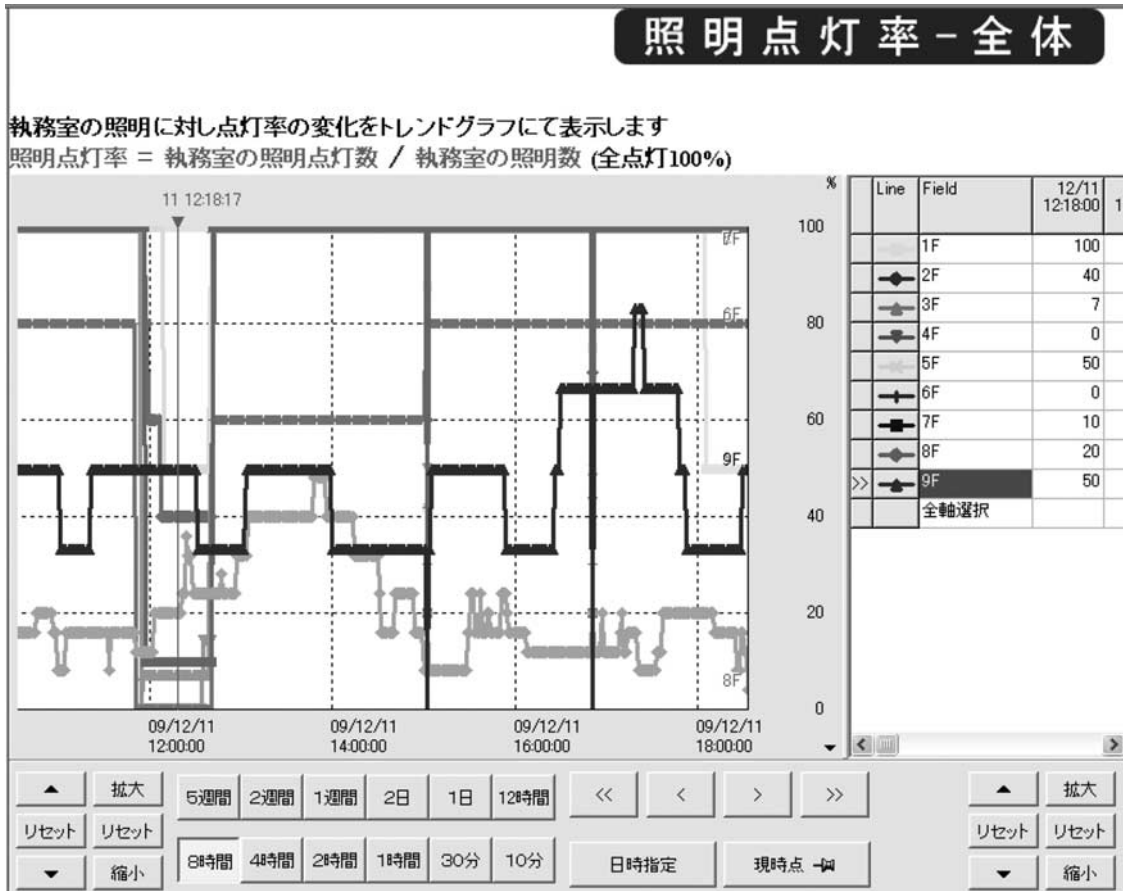 照明点灯率-全体
執務室の照明に対し点灯率の変化をトレンドグラフにて表示します
照明点灯率 = 執務室の照明点灯数 / 執務室の照明数 (全点灯100%)
11 12:18:17
%
100
80
60
40
20
0
6F
9F
8F
09/12/11
12:00:00
09/12/11
14:00:00
09/12/11
16:00:00
09/12/11
18:00:00
Line Field 12/11
12:18:00 1
1F 100
2F 40
3F 7
4F 0
5F 50
6F 0
7F 10
8F 20
>> 9F 50
全軸選択
拡大
リセット リセット
縮小
5週間 2週間 1週間 2日 1日 12時間
8時間 4時間 2時間 1時間 30分 10分
<< < > >>
日時指定 現時点
拡大
リセット リセット
縮小